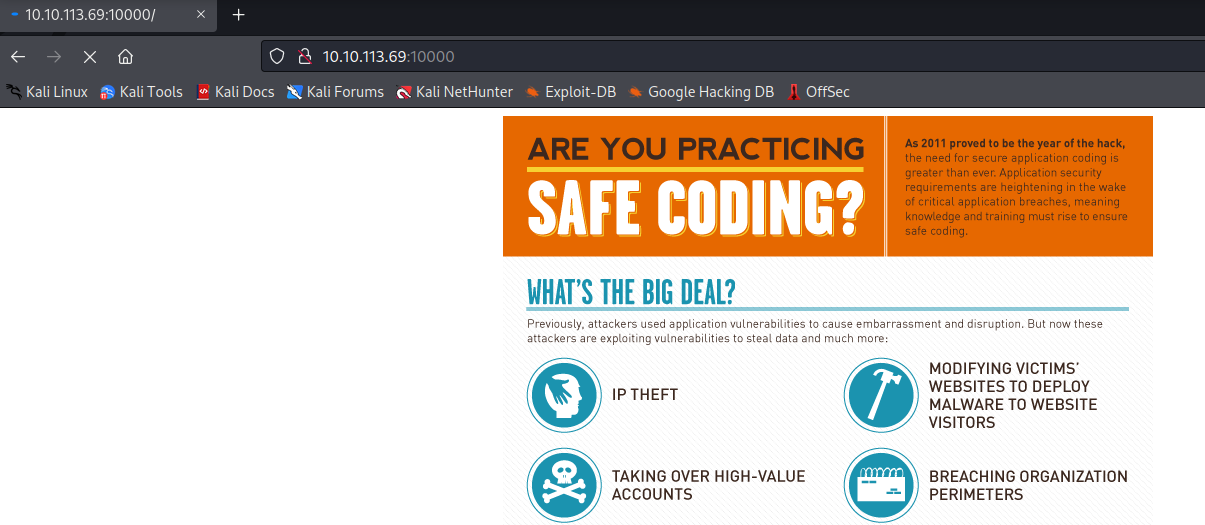 10.10.113.69:10000/
10.10.113.69:10000
Kali Linux Kali Tools Kali Docs Kali Forums Kali NetHunter Exploit-DB Google Hacking DB OffSec
ARE YOU PRACTICING
SAFE CODING?
As 2011 proved to be the year of the hack,
the need for secure application coding is
greater than ever. Application security
requirements are heightening in the wake
of critical application breaches, meaning
knowledge and training must rise to ensure
safe coding.
WHAT'S THE BIG DEAL?
Previously, attackers used application vulnerabilities to cause embarrassment and disruption. But now these
attackers are exploiting vulnerabilities to steal data and much more:
IP THEFT
MODIFYING VICTIMS'
WEBSITES TO DEPLOY
MALWARE TO WEBSITE
VISITORS
TAKING OVER HIGH-VALUE
ACCOUNTS
BREACHING ORGANIZATION
PERIMETERS